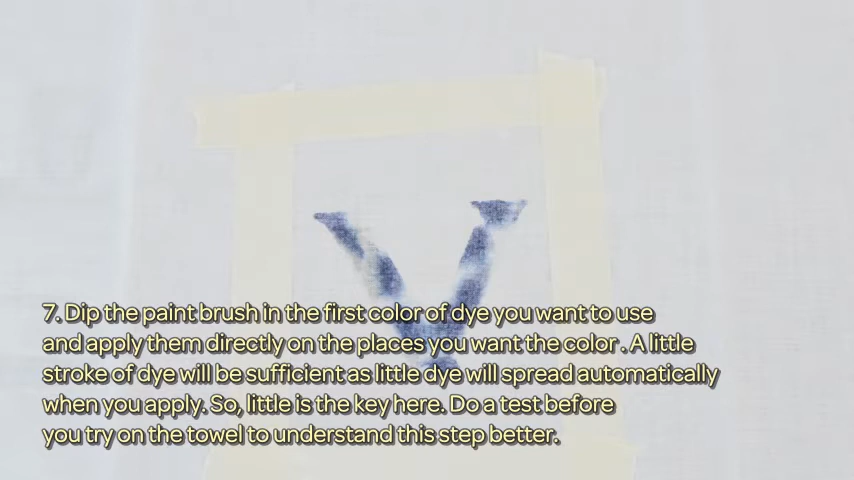 V
7. Dip the paint brush in the first color of dye you want to use
and apply them directly on the places you want the color . A little
stroke of dye will be sufficient as little dye will spread automatically
when you apply. So, little is the key here. Do a test before
you try on the towel to understand this step better.